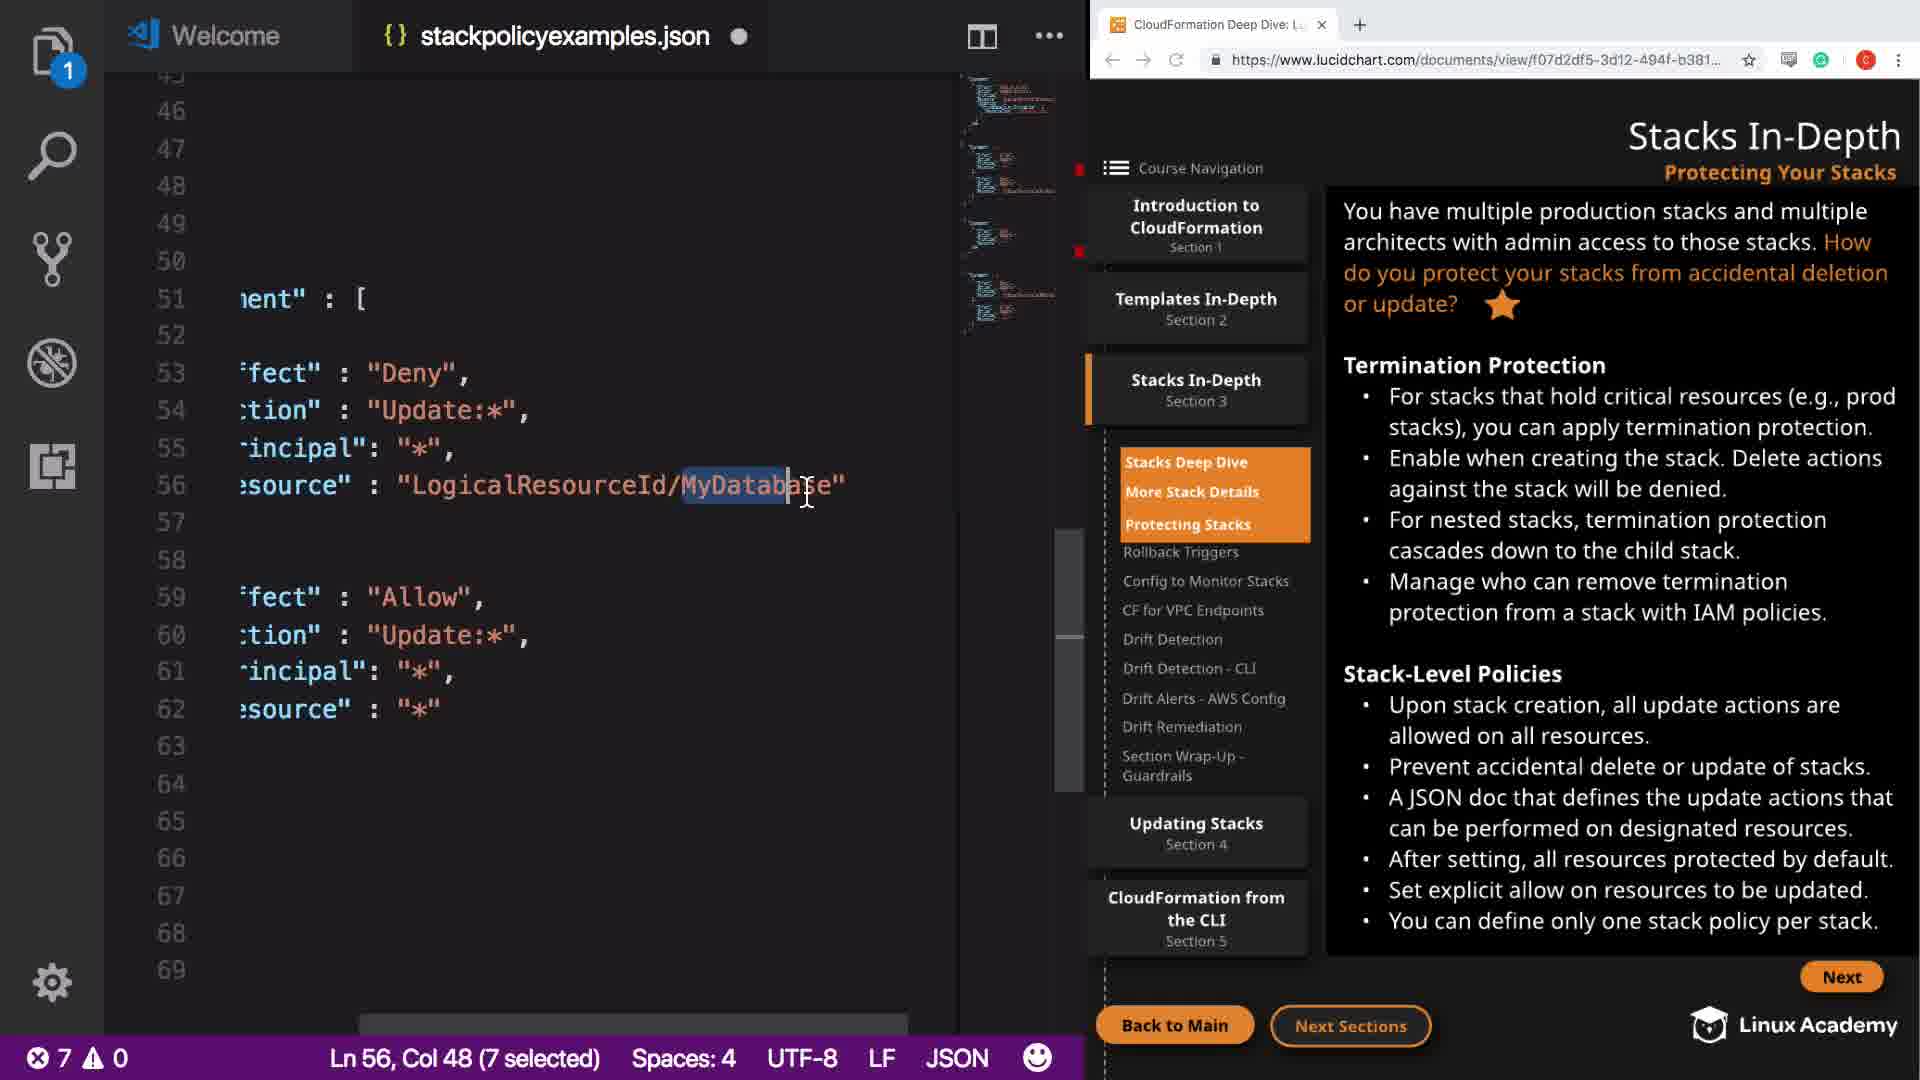 Welcome
{ } stackpolicyexamples.json
1
45
46
47
48
49
50
51 ment" : [
52
53 ffect" : "Deny",
54 ction" : "Update:*",
55 rincipal": "*",
56 esource" : "LogicalResourceId/MyDatabase"
57
58
59 ffect" : "Allow",
60 ction" : "Update:*",
61 rincipal": "*",
62 esource" : "*"
63
64
65
66
67
68
69
7 0
Ln 56, Col 48 (7 selected)
Spaces: 4
UTF-8
LF
JSON
CloudFormation Deep Dive: L
https://www.lucidchart.com/documents/view/f07d2df5-3d12-494f-b381...
C
Stacks In-Depth
Protecting Your Stacks
Course Navigation
Introduction to
CloudFormation
Section 1
Templates In-Depth
Section 2
Stacks In-Depth
Section 3
Stacks Deep Dive
More Stack Details
Protecting Stacks
Rollback Triggers
Config to Monitor Stacks
CF for VPC Endpoints
Drift Detection
Drift Detection - CLI
Drift Alerts - AWS Config
Drift Remediation
Section Wrap-Up -
Guardrails
Updating Stacks
Section 4
CloudFormation from
the CLI
Section 5
You have multiple production stacks and multiple
architects with admin access to those stacks. How
do you protect your stacks from accidental deletion
or update?
Termination Protection
• For stacks that hold critical resources (e.g., prod
stacks), you can apply termination protection.
• Enable when creating the stack. Delete actions
against the stack will be denied.
• For nested stacks, termination protection
cascades down to the child stack.
• Manage who can remove termination
protection from a stack with IAM policies.
Stack-Level Policies
• Upon stack creation, all update actions are
allowed on all resources.
• Prevent accidental delete or update of stacks.
• A JSON doc that defines the update actions that
can be performed on designated resources.
• After setting, all resources protected by default.
• Set explicit allow on resources to be updated.
• You can define only one stack policy per stack.
Next
Back to Main
Next Sections
Linux Academy